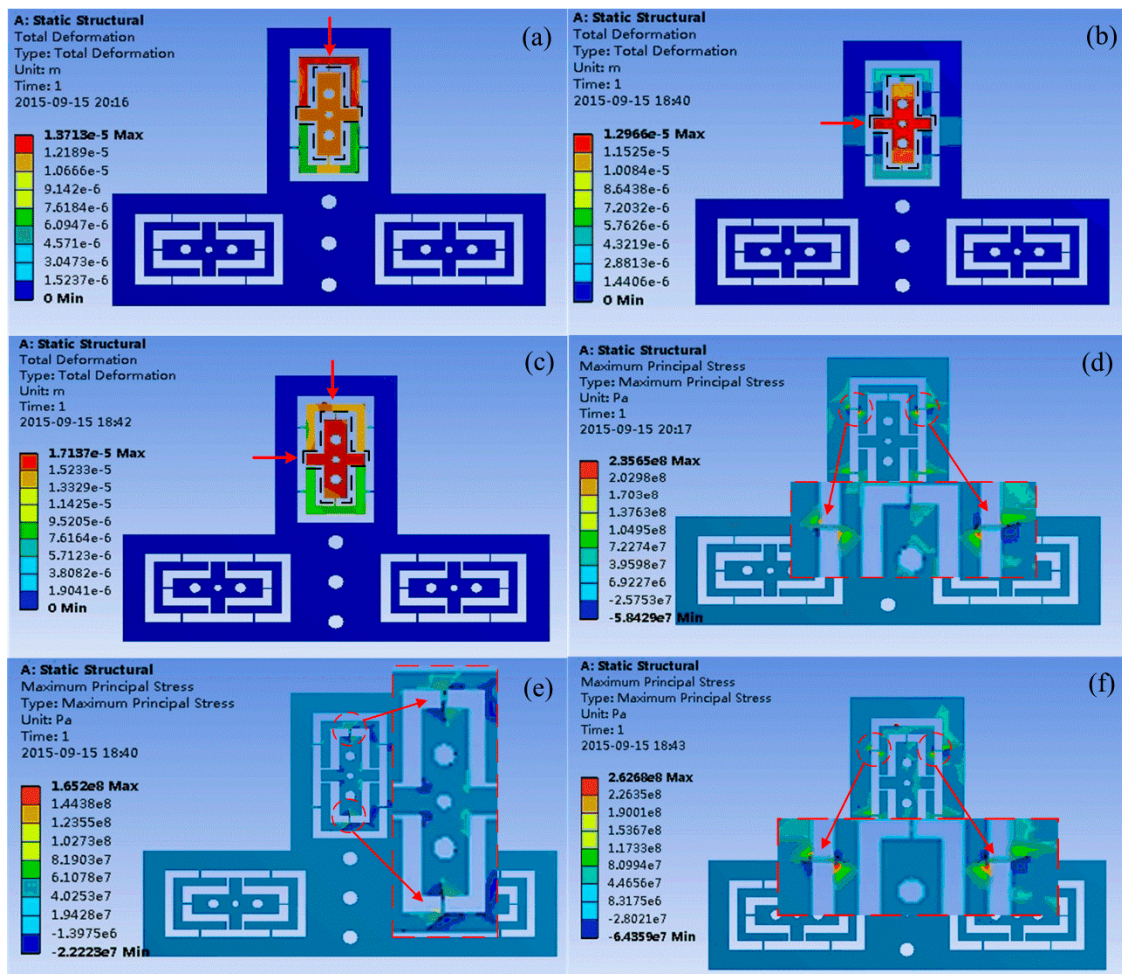 A: Static Structural
Total Deformation
Type: Total Deformation
Unit: m
Time: 1
2015-09-15 20:16
(a)
1.3713e-5 Max
1.2189e-5
1.0666e-5
9.142e-6
7.6184e-6
6.0947e-6
4.571e-6
3.0473e-6
1.5237e-6
0 Min
A: Static Structural
Total Deformation
Type: Total Deformation
Unit: m
Time: 1
2015-09-15 18:40
(b)
1.2966e-5 Max
1.1525e-5
1.0084e-5
8.6438e-6
7.2032e-6
5.7626e-6
4.3219e-6
2.8813e-6
1.4406e-6
0 Min
A: Static Structural
Total Deformation
Type: Total Deformation
Unit: m
Time: 1
2015-09-15 18:42
(c)
1.7137e-5 Max
1.5233e-5
1.3329e-5
1.1425e-5
9.5205e-6
7.6164e-6
5.7123e-6
3.8082e-6
1.9041e-6
0 Min
A: Static Structural
Maximum Principal Stress
Type: Maximum Principal Stress
Unit: Pa
Time: 1
2015-09-15 20:17
(d)
2.3565e8 Max
2.0298e8
1.703e8
1.3763e8
1.0495e8
7.2274e7
3.9598e7
6.9227e6
-2.5753e7
-5.8429e7 Min
A: Static Structural
Maximum Principal Stress
Type: Maximum Principal Stress
Unit: Pa
Time: 1
2015-09-15 18:40
(e)
1.652e8 Max
1.4438e8
1.2355e8
1.0273e8
8.1903e7
6.1078e7
4.0253e7
1.9428e7
-1.3975e6
-2.2223e7 Min
A: Static Structural
Maximum Principal Stress
Type: Maximum Principal Stress
Unit: Pa
Time: 1
2015-09-15 18:43
(f)
2.6268e8 Max
2.2635e8
1.9001e8
1.5367e8
1.1733e8
8.0994e7
4.4656e7
8.3175e6
-2.8021e7
-6.4359e7 Min